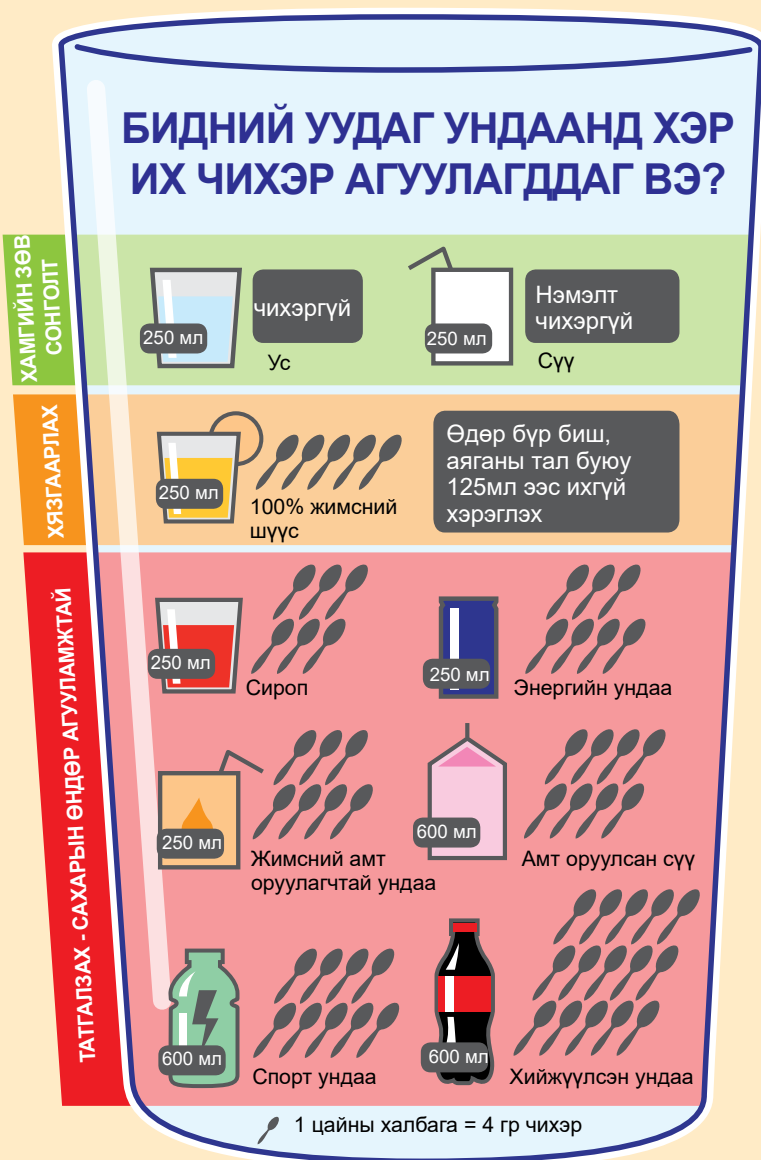 БИДНИЙ УУДАГ УНДААНД ХЭР
ИХ ЧИХЭР АГУУЛАГДДАГ ВЭ?
ХАМГИЙН ЗӨВ
СОНГОЛТ
250 мл
чихэргүй
Ус
250 мл
Нэмэлт
чихэргүй
Сүү
ХЯЗГААРЛАХ
250 мл
100% жимсний
шүүс
Өдөр бүр биш,
аяганы тал буюу
125мл ээс ихгүй
хэрэглэх
ТАТГАЛЗАХ - САХАРЫН ӨНДӨР АГУУЛАМЖТАЙ
250 мл
Сироп
250 мл
Энергийн ундаа
250 мл
Жимсний амт
оруулагчтай ундаа
600 мл
Амт оруулсан сүү
600 мл
Спорт ундаа
600 мл
Хийжүүлсэн ундаа
1 цайны халбага = 4 гр чихэр